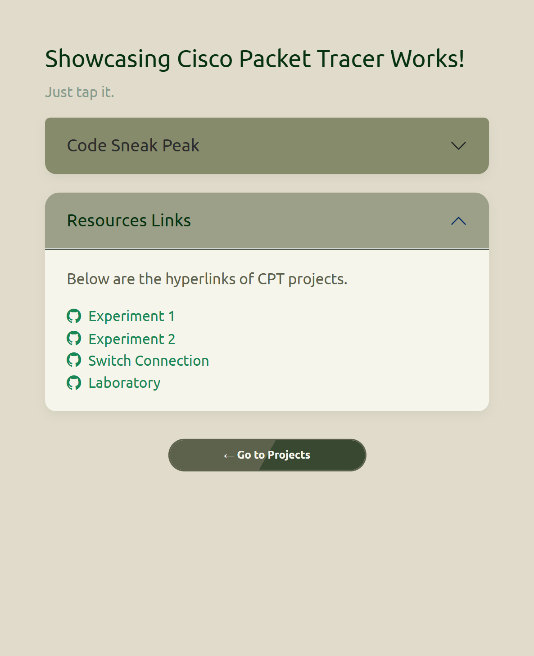 Showcasing Cisco Packet Tracer Works!
Just tap it.
Code Sneak Peak
Resources Links
Below are the hyperlinks of CPT projects.
Experiment 1
Experiment 2
Switch Connection
Laboratory
← Go to Projects